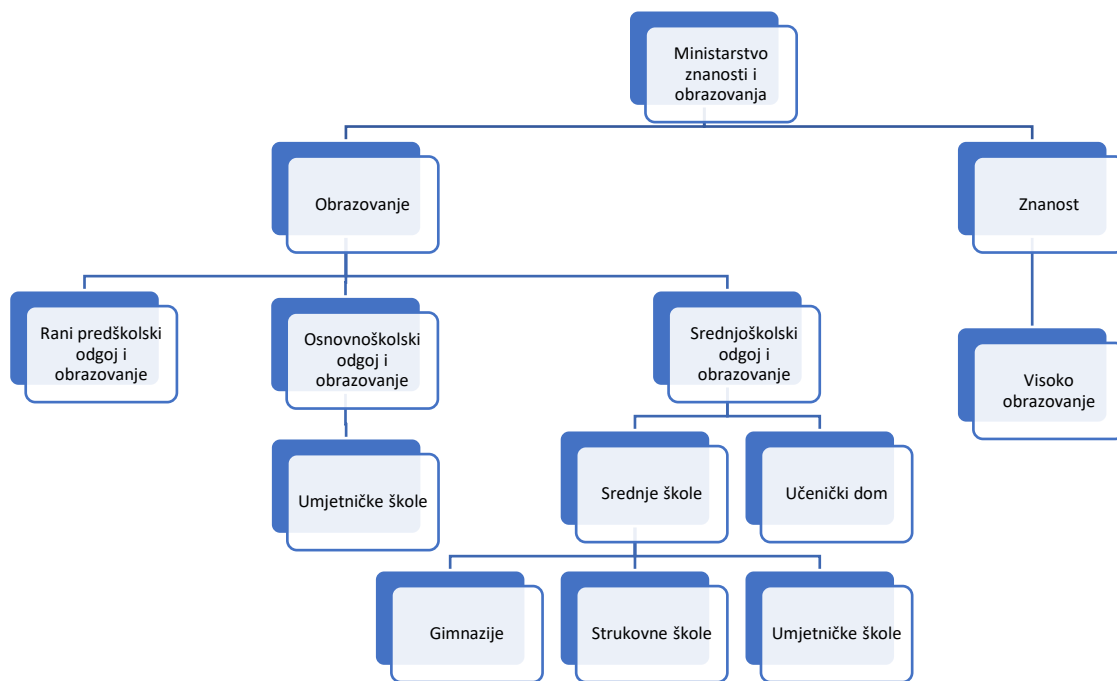 Ministarstvo
znanosti i
obrazovanja
Obrazovanje
Znanost
Rani predškolski
odgoj i
obrazovanje
Osnovnoškolski
odgoj i
obrazovanje
Srednjoškolski
odgoj i
obrazovanje
Visoko
obrazovanje
Umjetničke škole
Srednje škole
Učenički dom
Gimnazije
Strukovne škole
Umjetničke škole